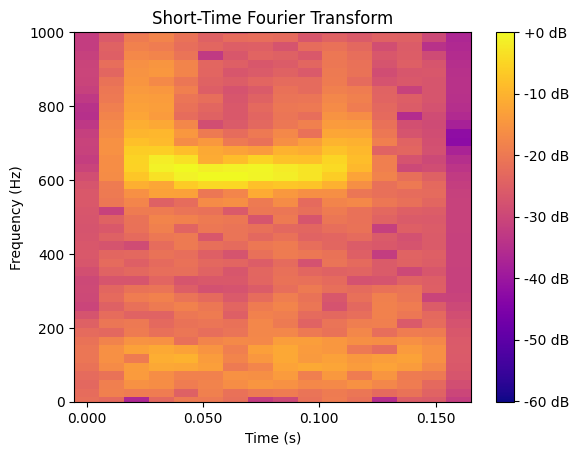 Short-Time Fourier Transform
Frequency (Hz)
1000
800
600
400
200
0
0.000
0.050
0.100
0.150
Time (s)
+0 dB
-10 dB
-20 dB
-30 dB
-40 dB
-50 dB
-60 dB